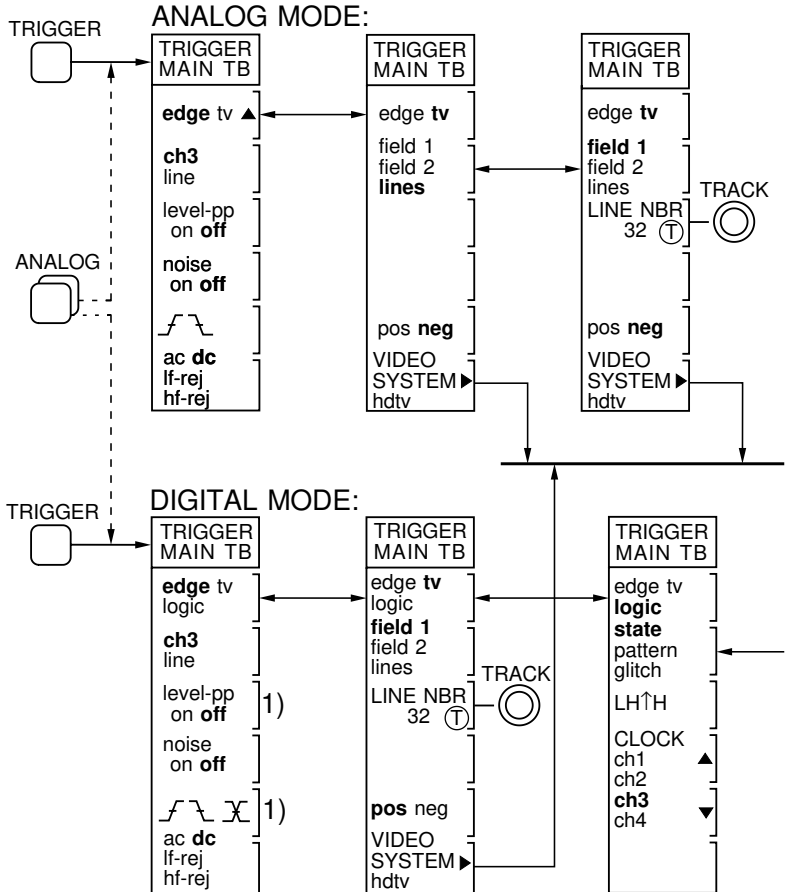 ANALOG MODE:
TRIGGER
TRIGGER
MAIN TB
edge tv ▲
ch3
line
level-pp
on off
noise
on off
ac dc
lf-rej
hf-rej
TRIGGER
MAIN TB
edge tv
field 1
field 2
lines
pos neg
VIDEO
SYSTEM ▶
hdtv
TRIGGER
MAIN TB
edge tv
field 1
field 2
lines
LINE NBR
32 Ⓣ
pos neg
VIDEO
SYSTEM ▶
hdtv
TRACK
ANALOG
DIGITAL MODE:
TRIGGER
TRIGGER
MAIN TB
edge tv
logic
ch3
line
level-pp
on off
1)
noise
on off
1)
ac dc
lf-rej
hf-rej
TRIGGER
MAIN TB
edge tv
logic
field 1
field 2
lines
LINE NBR
32 Ⓣ
pos neg
VIDEO
SYSTEM ▶
hdtv
TRACK
TRIGGER
MAIN TB
edge tv
logic
state
pattern
glitch
LH↑H
CLOCK
ch1 ▲
ch2
ch3
ch4 ▼